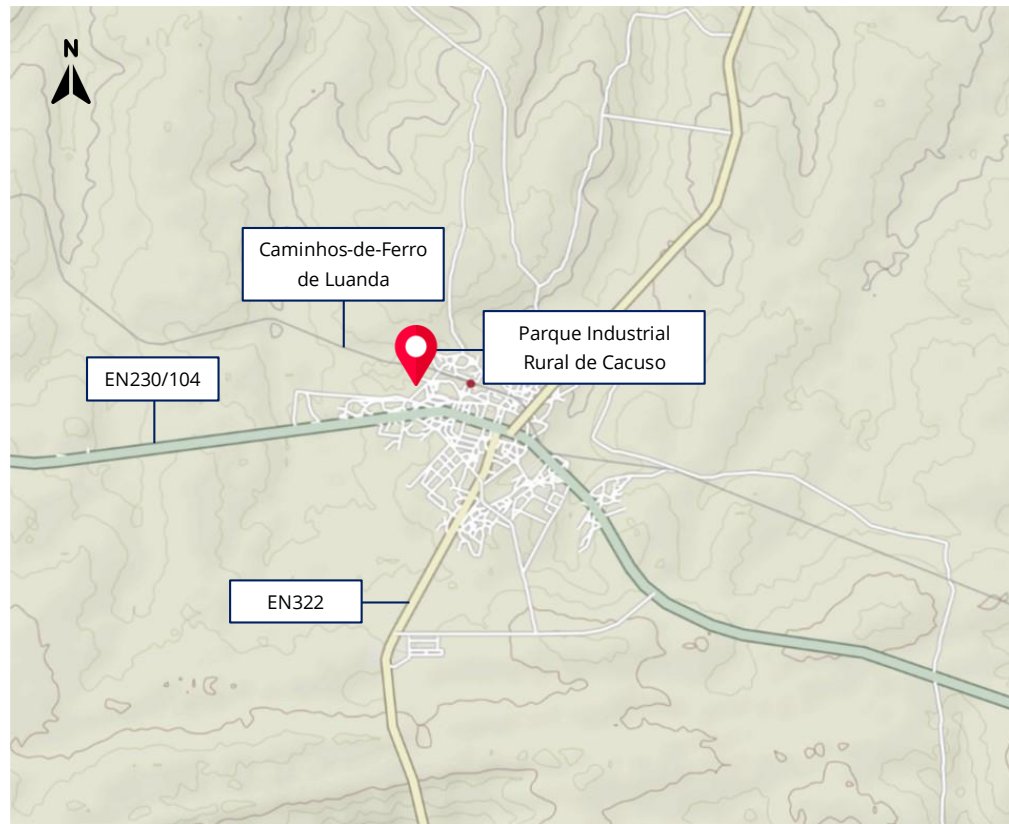 N
Caminhos-de-Ferro
de Luanda
Parque Industrial
Rural de Cacuso
EN230/104
EN322